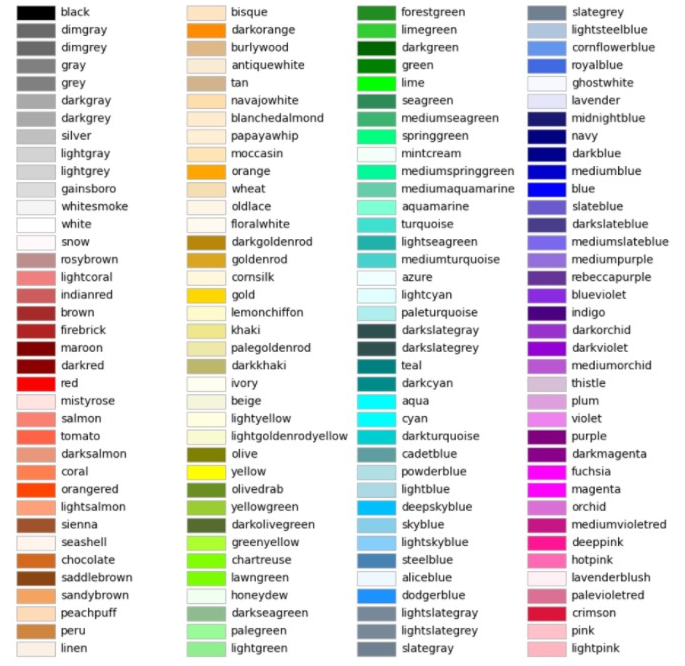 black
dimgray
dimgrey
gray
grey
darkgray
darkgrey
silver
lightgray
lightgrey
gainsboro
whitesmoke
white
snow
rosybrown
lightcoral
indianred
brown
firebrick
maroon
darkred
red
mistyrose
salmon
tomato
darksalmon
coral
orangered
lightsalmon
sienna
seashell
chocolate
saddlebrown
sandybrown
peachpuff
peru
linen
bisque
darkorange
burlywood
antiquewhite
tan
navajowhite
blanchedalmond
papayawhip
moccasin
orange
wheat
oldlace
floralwhite
darkgoldenrod
goldenrod
cornsilk
gold
lemonchiffon
khaki
palegoldenrod
darkkhaki
ivory
beige
lightyellow
lightgoldenrodyellow
olive
yellow
olivedrab
yellowgreen
darkolivegreen
greenyellow
chartreuse
lawngreen
honeydew
darkseagreen
palegreen
lightgreen
forestgreen
limegreen
darkgreen
green
lime
seagreen
mediumseagreen
springgreen
mintcream
mediumspringgreen
mediumaquamarine
aquamarine
turquoise
lightseagreen
mediumturquoise
azure
lightcyan
paleturquoise
darkslategray
darkslategrey
teal
darkcyan
aqua
cyan
darkturquoise
cadetblue
powderblue
lightblue
deepskyblue
skyblue
lightskyblue
steelblue
aliceblue
dodgerblue
lightslategray
lightslategrey
slategray
slategrey
lightsteelblue
cornflowerblue
royalblue
ghostwhite
lavender
midnightblue
navy
darkblue
mediumblue
blue
slateblue
darkslateblue
mediumslateblue
mediumpurple
rebeccapurple
blueviolet
indigo
darkorchid
darkviolet
mediumorchid
thistle
plum
violet
purple
darkmagenta
fuchsia
magenta
orchid
mediumvioletred
deeppink
hotpink
lavenderblush
palevioletred
crimson
pink
lightpink